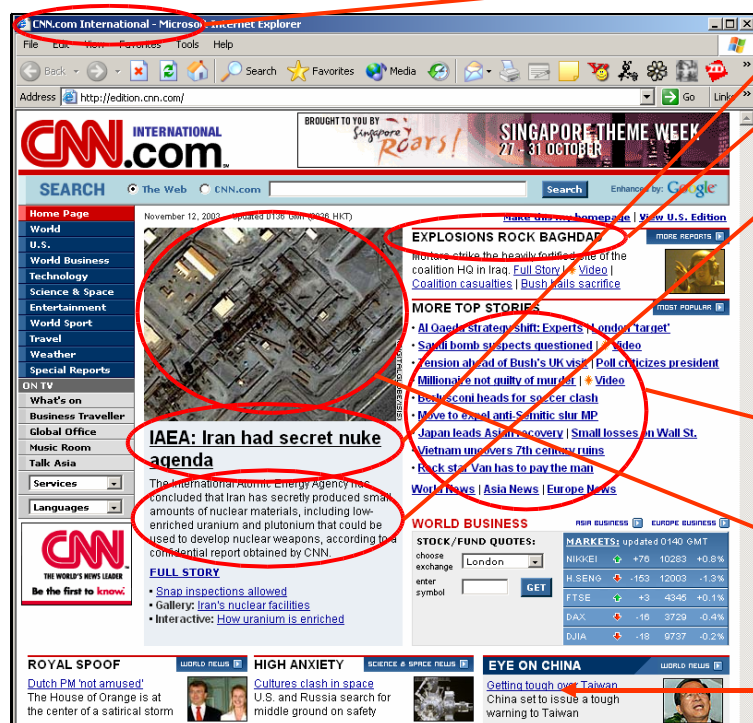 CNN.com International - Microsoft Internet Explorer
File Edit View Favorites Tools Help
Back Search Favorites Media
Address http://edition.cnn.com/ Go Links
CNN.com INTERNATIONAL
BROUGHT TO YOU BY Singapore Roars!
SINGAPORE THEME WEEK
27 - 31 OCTOBER
SEARCH The Web CNN.com Search Enhanced by: Google
Home Page
World
U.S.
World Business
Technology
Science & Space
Entertainment
World Sport
Travel
Weather
Special Reports
ON TV
What's on
Business Traveller
Global Office
Music Room
Talk Asia
Services
Languages
CNN
THE WORLD'S NEWS LEADER
Be the first to know.
November 12, 2003 Updated 0136 GMT (0936 HKT)
Make this my homepage | View U.S. Edition
(DIGITALGLOBE/ISIS)
IAEA: Iran had secret nuke
agenda
The International Atomic Energy Agency has
concluded that Iran has secretly produced small
amounts of nuclear materials, including low-
enriched uranium and plutonium that could be
used to develop nuclear weapons, according to a
confidential report obtained by CNN.
FULL STORY
Snap inspections allowed
Gallery: Iran's nuclear facilities
Interactive: How uranium is enriched
EXPLOSIONS ROCK BAGHDAD MORE REPORTS
Mortars strike the heavily fortified site of the
coalition HQ in Iraq. Full Story | Video |
Coalition casualties | Bush hails sacrifice
MORE TOP STORIES MOST POPULAR
Al Qaeda strategy shift: Experts | London 'target'
Saudi bomb suspects questioned | Video
Tension ahead of Bush's UK visit | Poll criticizes president
Millionaire not guilty of murder | Video
Berlusconi heads for soccer clash
Move to expel anti-Semitic slur MP
Japan leads Asian recovery | Small losses on Wall St.
Vietnam uncovers 7th century ruins
Rock star Van has to pay the man
World News | Asia News | Europe News
WORLD BUSINESS ASIA BUSINESS EUROPE BUSINESS
STOCK/FUND QUOTES:
choose
exchange London
enter
symbol GET
MARKETS: updated 0140 GMT
NIKKEI +76 10283 +0.8%
H.SENG -153 12003 -1.3%
FTSE +3 4345 +0.1%
DAX -16 3729 -0.4%
DJIA -18 9737 -0.2%
ROYAL SPOOF WORLD NEWS
Dutch PM 'not amused'
The House of Orange is at
the center of a satirical storm
HIGH ANXIETY SCIENCE & SPACE NEWS
Cultures clash in space
U.S. and Russia search for
middle ground on safety
EYE ON CHINA WORLD NEWS
Getting tough over Taiwan
China set to issue a tough
warning to Taiwan